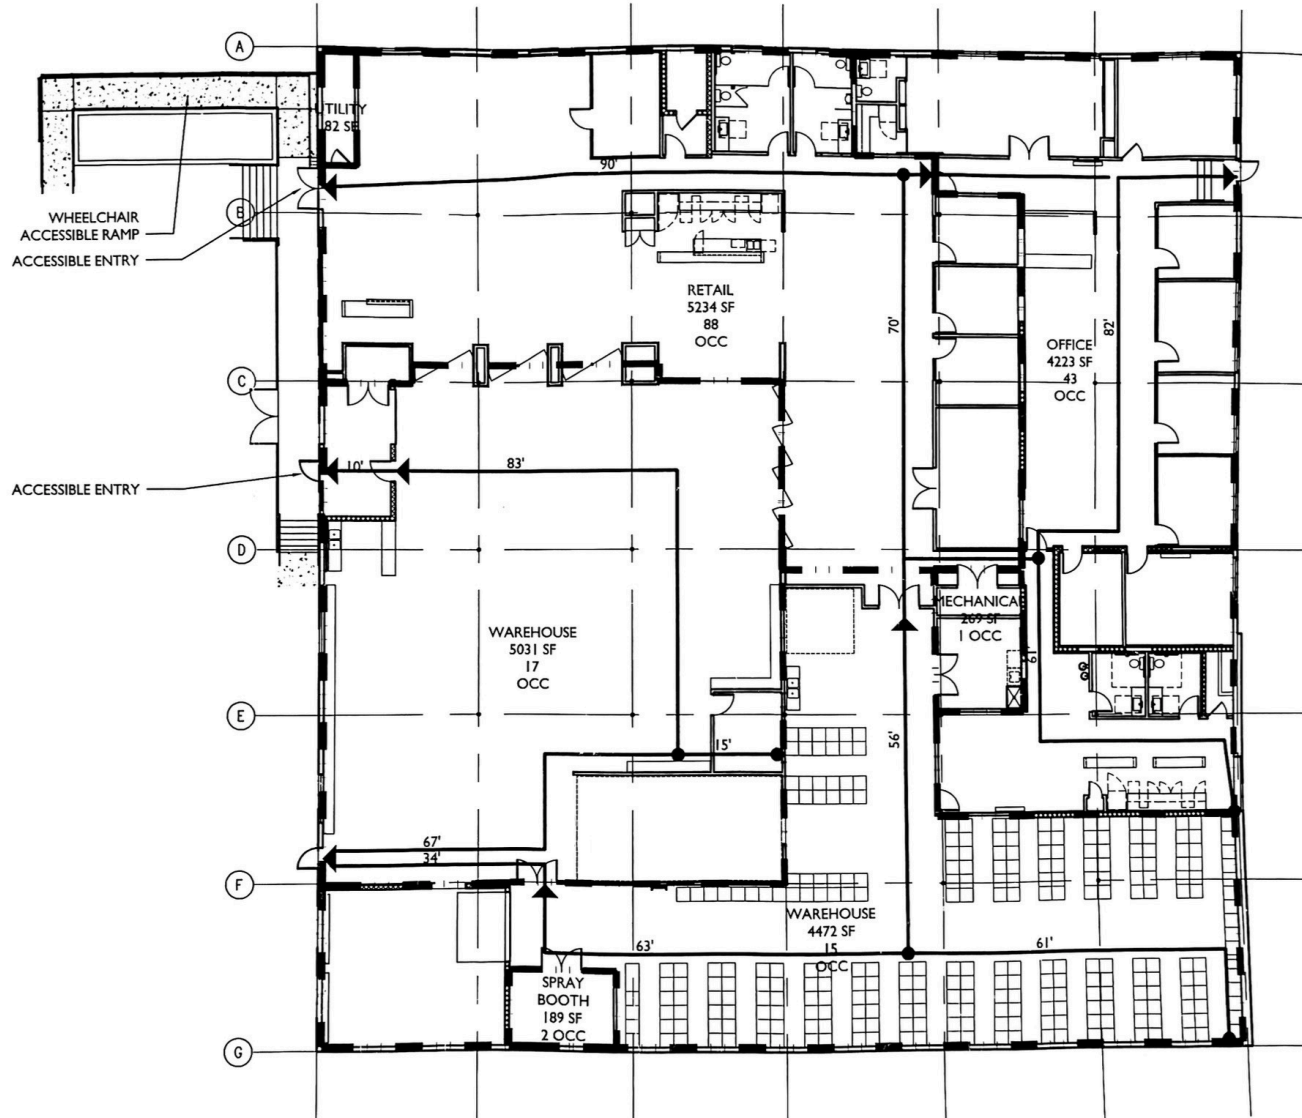 A
UTILITY
82 SF
90'
WHEELCHAIR
ACCESSIBLE RAMP
B
ACCESSIBLE ENTRY
RETAIL
5234 SF
88
OCC
70'
82'
OFFICE
4223 SF
43
OCC
C
10'
83'
ACCESSIBLE ENTRY
D
MECHANICAL
269 SF
1 OCC
WAREHOUSE
5031 SF
17
OCC
61'
E
15'
56'
67'
34'
F
WAREHOUSE
4472 SF
15
OCC
63'
61'
SPRAY
BOOTH
189 SF
2 OCC
G